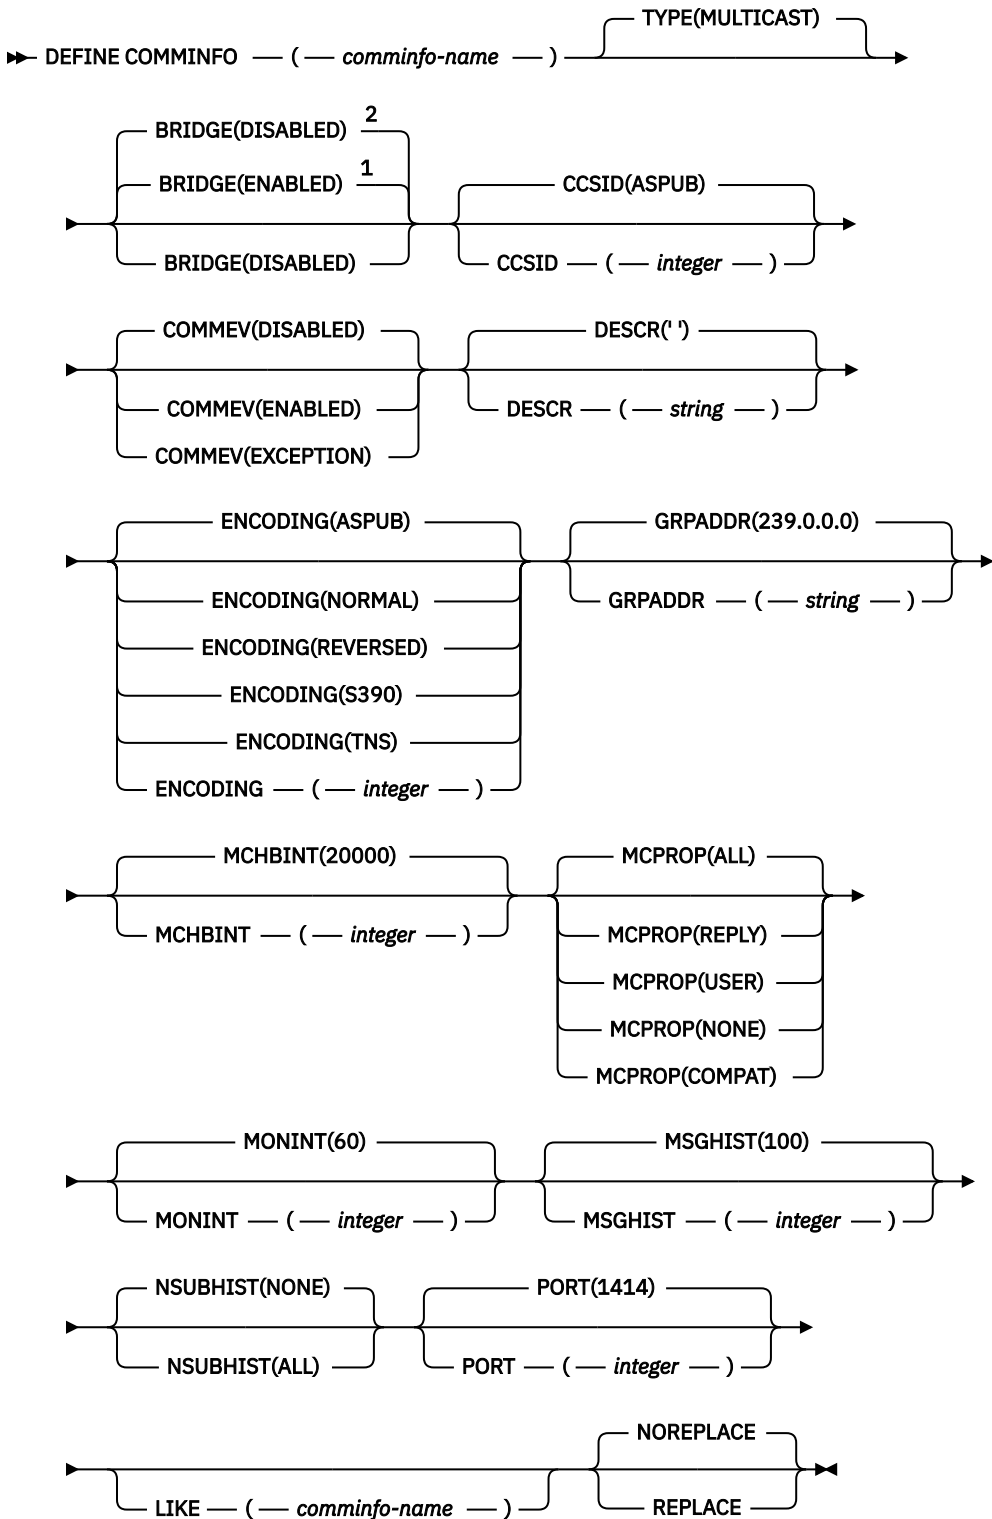 TYPE(MULTICAST)
DEFINE COMMINFO ( comminfo-name )
BRIDGE(DISABLED) 2
BRIDGE(ENABLED) 1
CCSID(ASPUB)
BRIDGE(DISABLED)
CCSID ( integer )
COMMEV(DISABLED)
DESCR(' ')
COMMEV(ENABLED)
DESCR ( string )
COMMEV(EXCEPTION)
ENCODING(ASPUB)
GRPADDR(239.0.0.0)
ENCODING(NORMAL)
GRPADDR ( string )
ENCODING(REVERSED)
ENCODING(S390)
ENCODING(TNS)
ENCODING ( integer )
MCHBINT(20000)
MCPROP(ALL)
MCHBINT ( integer )
MCPROP(REPLY)
MCPROP(USER)
MCPROP(NONE)
MCPROP(COMPAT)
MONINT(60)
MSGHIST(100)
MONINT ( integer )
MSGHIST ( integer )
NSUBHIST(NONE)
PORT(1414)
NSUBHIST(ALL)
PORT ( integer )
NOREPLACE
LIKE ( comminfo-name )
REPLACE